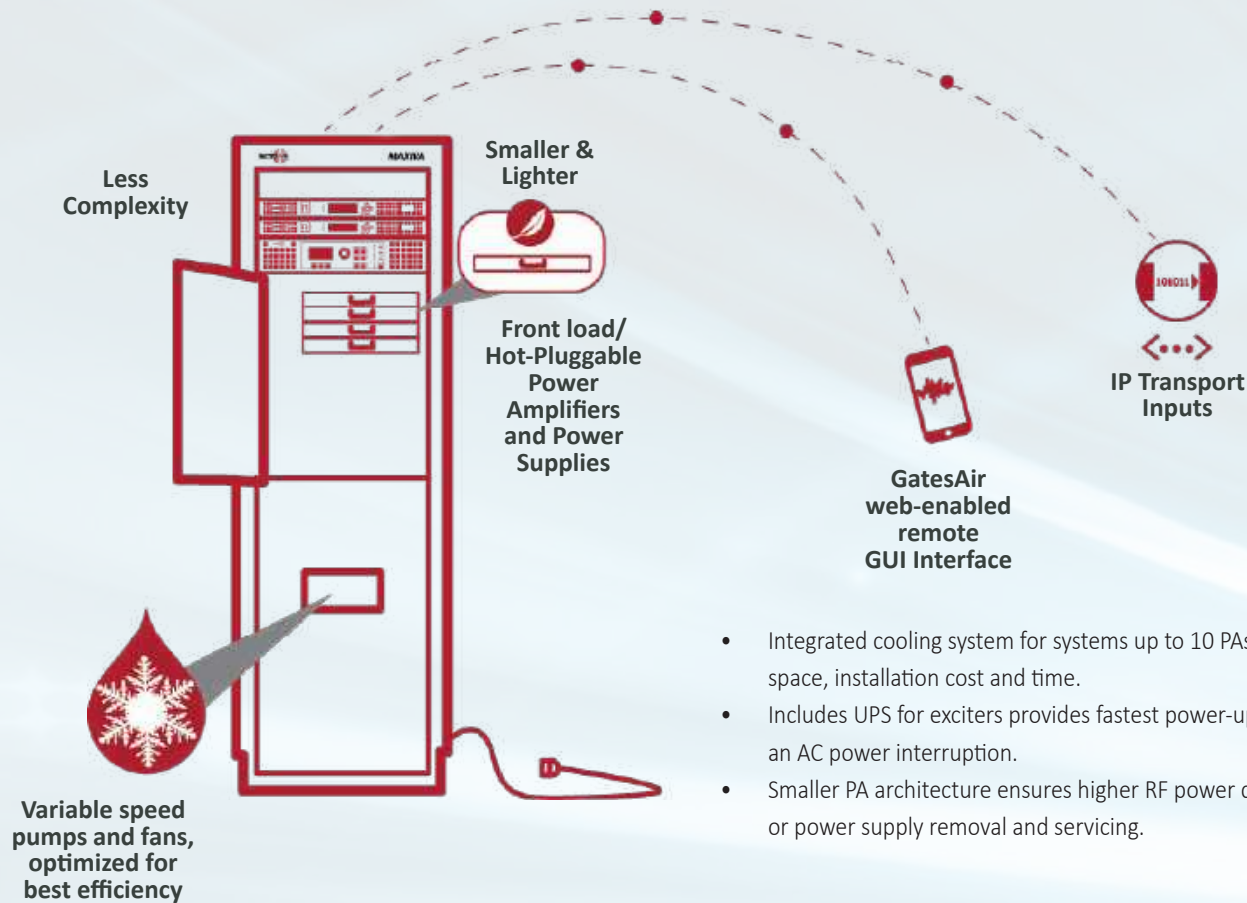 Less
Complexity
MAXIVA
Smaller &
Lighter
Front load/
Hot-Pluggable
Power
Amplifiers
and Power
Supplies
101011
IP Transport
Inputs
GatesAir
web-enabled
remote
GUI Interface
Variable speed
pumps and fans,
optimized for
best efficiency
• Integrated cooling system for systems up to 10 PAs
space, installation cost and time.
• Includes UPS for exciters provides fastest power-up
an AC power interruption.
• Smaller PA architecture ensures higher RF power
or power supply removal and servicing.